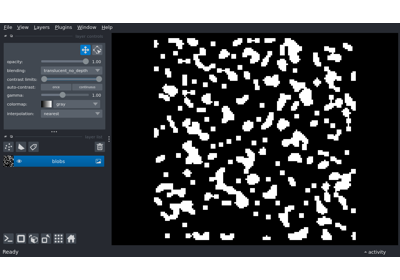 File View Layers Plugins Window Help
layer controls
opacity: 1.00
blending: translucent_no_depth
contrast limits:
auto-contrast: once continuous
gamma: 1.00
colormap: gray
interpolation: nearest
layer list
blobs
Ready
activity